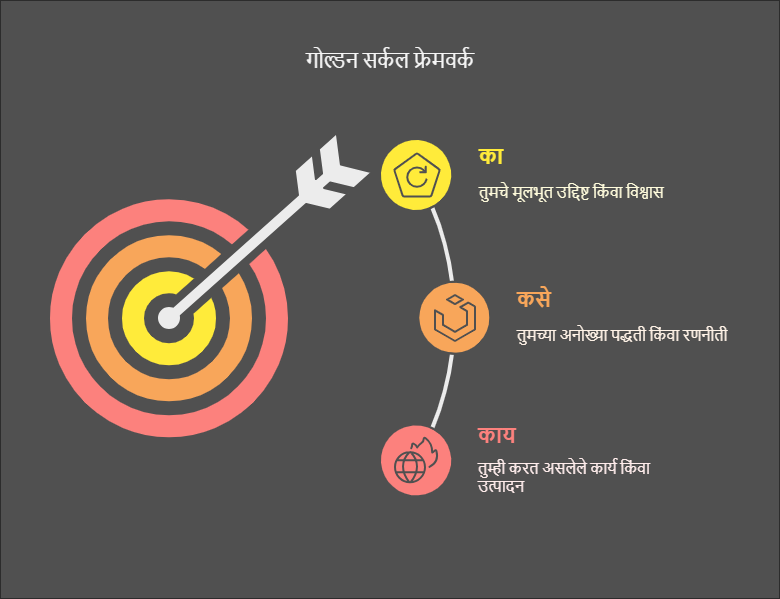 गोल्डन सर्कल फ्रेमवर्क
का
तुमचे मूलभूत उद्दिष्ट किंवा विश्वास
कसे
तुमच्या अनोख्या पद्धती किंवा रणनीती
काय
तुम्ही करत असलेले कार्य किंवा
उत्पादन